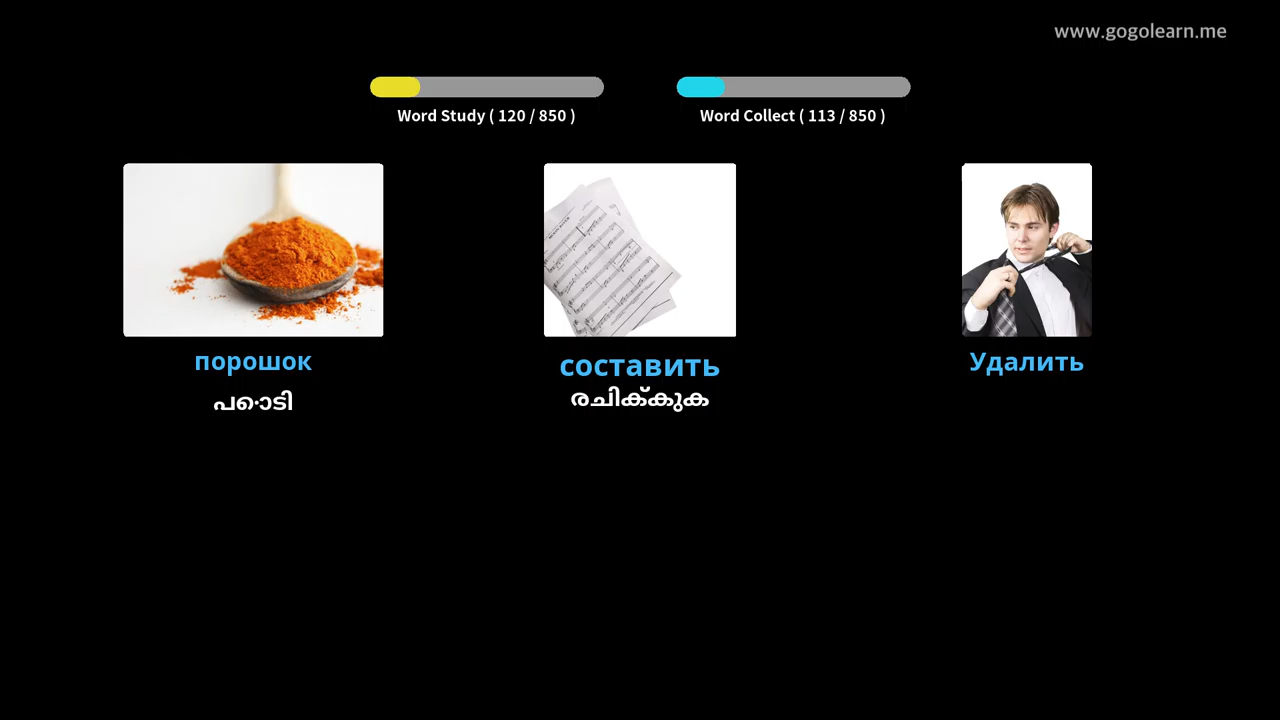 www.gogolearn.me
Word Study ( 120 / 850 )
Word Collect ( 113 / 850 )
порошок
പൊടി
составить
രചിക്കുക
Удалить